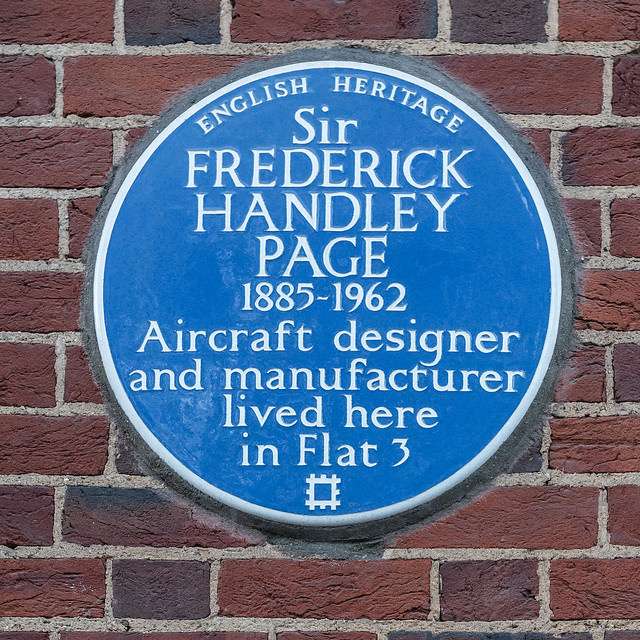 ENGLISH HERITAGE
Sir
FREDERICK
HANDLEY
PAGE
1885-1962
Aircraft designer
and manufacturer
lived here
in Flat 3